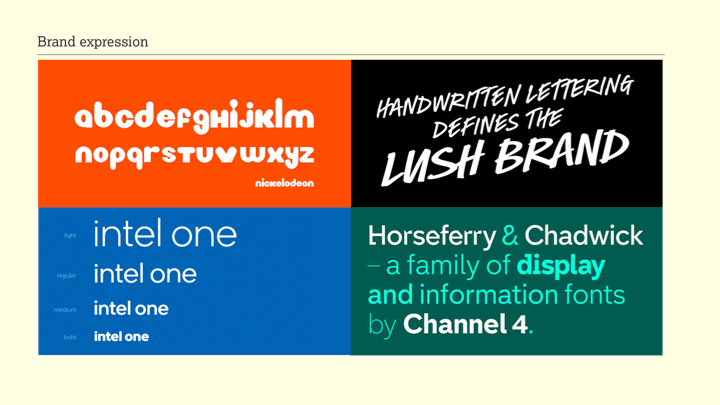 Brand expression
abcdefghijklm
nopqrstuvwxyz
nickelodeon
HANDWRITTEN LETTERING
DEFINES THE
LUSH BRAND
light intel one
regular intel one
medium intel one
bold intel one
Horseferry & Chadwick
– a family of display
and information fonts
by Channel 4.